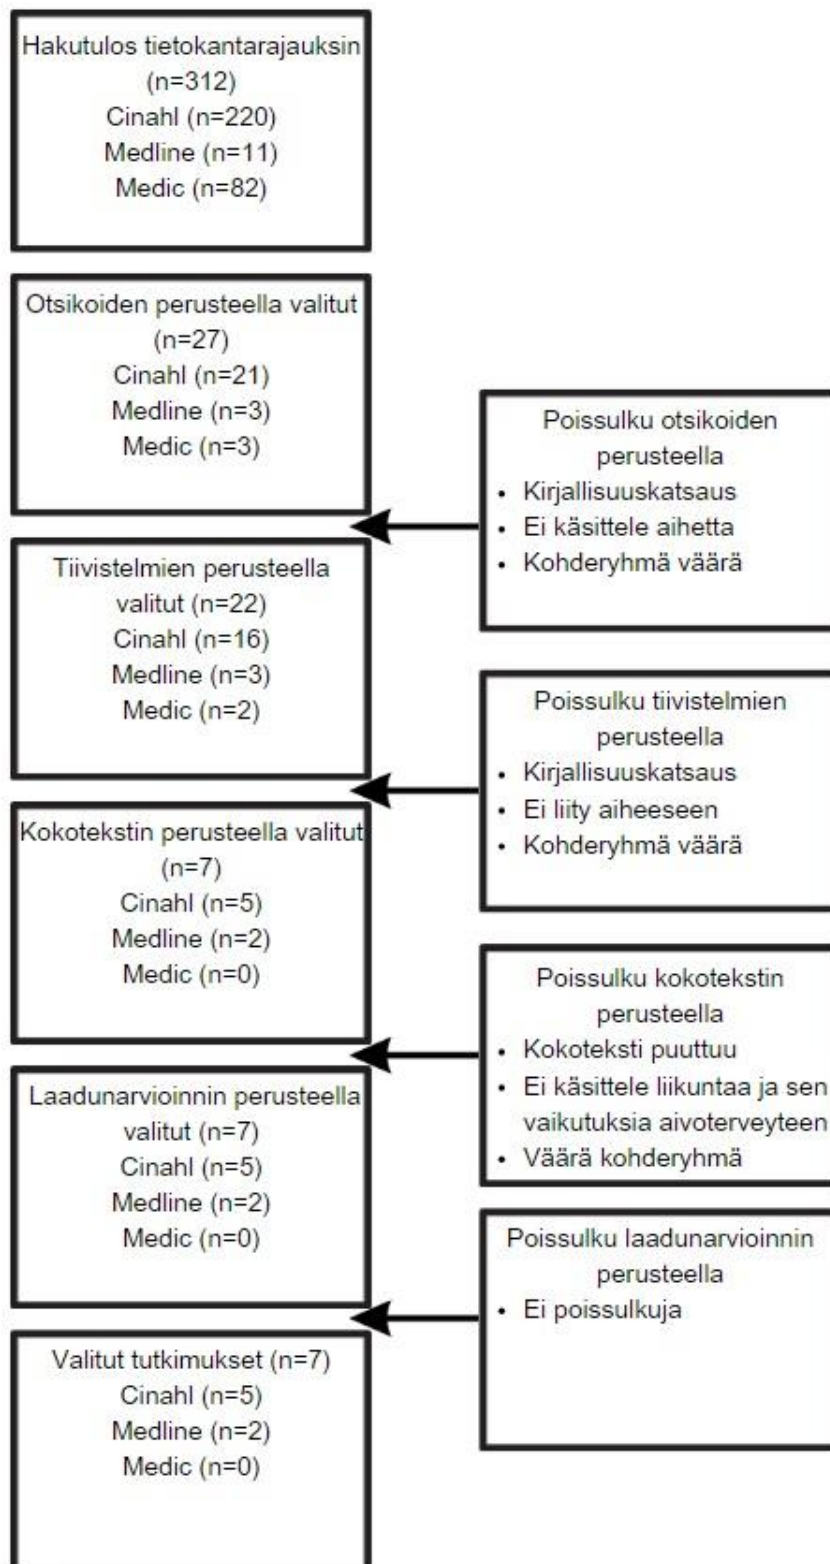 Hakutulos tietokantarajauksin
(n=312)
Cinahl (n=220)
Medline (n=11)
Medic (n=82)
Otsikoiden perusteella valitut
(n=27)
Cinahl (n=21)
Medline (n=3)
Medic (n=3)
Poissulku otsikoiden
perusteella
• Kirjallisuuskatsaus
• Ei käsittele aihetta
• Kohderyhmä väärä
Tiivistelmien perusteella
valitut (n=22)
Cinahl (n=16)
Medline (n=3)
Medic (n=2)
Poissulku tiivistelmien
perusteella
• Kirjallisuuskatsaus
• Ei liity aiheeseen
• Kohderyhmä väärä
Kokotekstin perusteella valitut
(n=7)
Cinahl (n=5)
Medline (n=2)
Medic (n=0)
Poissulku kokotekstin
perusteella
• Kokoteksti puuttuu
• Ei käsittele liikuntaa ja sen
vaikutuksia aivoterveyteen
• Väärä kohderyhmä
Laadunarvioinnin perusteella
valitut (n=7)
Cinahl (n=5)
Medline (n=2)
Medic (n=0)
Poissulku laadunarvioinnin
perusteella
• Ei poissulkuja
Valitut tutkimukset (n=7)
Cinahl (n=5)
Medline (n=2)
Medic (n=0)